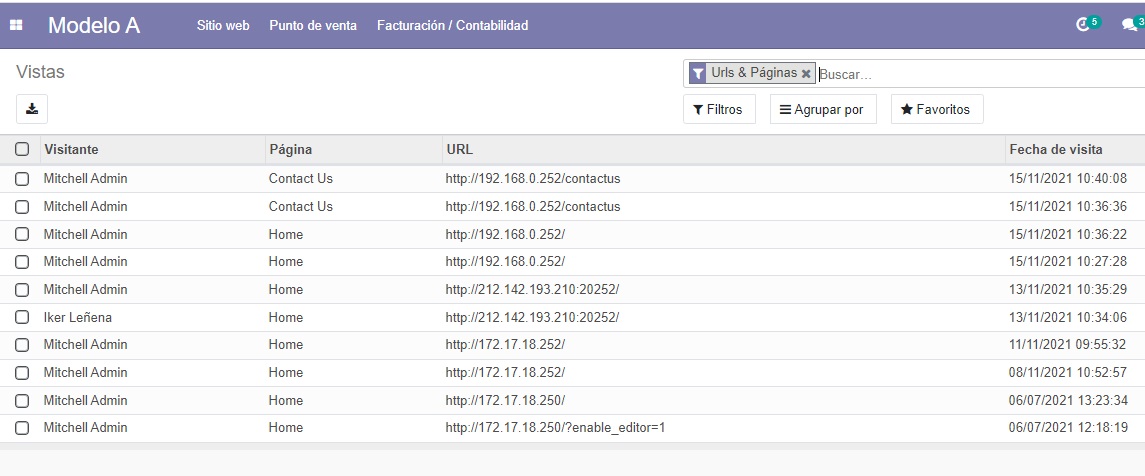 Modelo A Sitio web Punto de venta Facturación / Contabilidad 5 3
Vistas Urls & Páginas × Buscar...
Filtros Agrupar por Favoritos
Visitante Página URL Fecha de visita
Mitchell Admin Contact Us http://192.168.0.252/contactus 15/11/2021 10:40:08
Mitchell Admin Contact Us http://192.168.0.252/contactus 15/11/2021 10:36:36
Mitchell Admin Home http://192.168.0.252/ 15/11/2021 10:36:22
Mitchell Admin Home http://192.168.0.252/ 15/11/2021 10:27:28
Mitchell Admin Home http://212.142.193.210:20252/ 13/11/2021 10:35:29
Iker Leñena Home http://212.142.193.210:20252/ 13/11/2021 10:34:06
Mitchell Admin Home http://172.17.18.252/ 11/11/2021 09:55:32
Mitchell Admin Home http://172.17.18.252/ 08/11/2021 10:52:57
Mitchell Admin Home http://172.17.18.250/ 06/07/2021 13:23:34
Mitchell Admin Home http://172.17.18.250/?enable_editor=1 06/07/2021 12:18:19